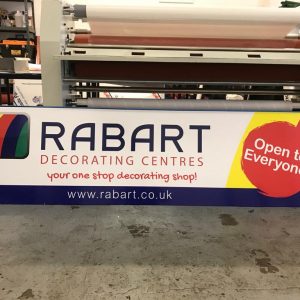 RABART
DECORATING CENTRES
your one stop decorating shop!
www.rabart.co.uk
Open to
Everyone